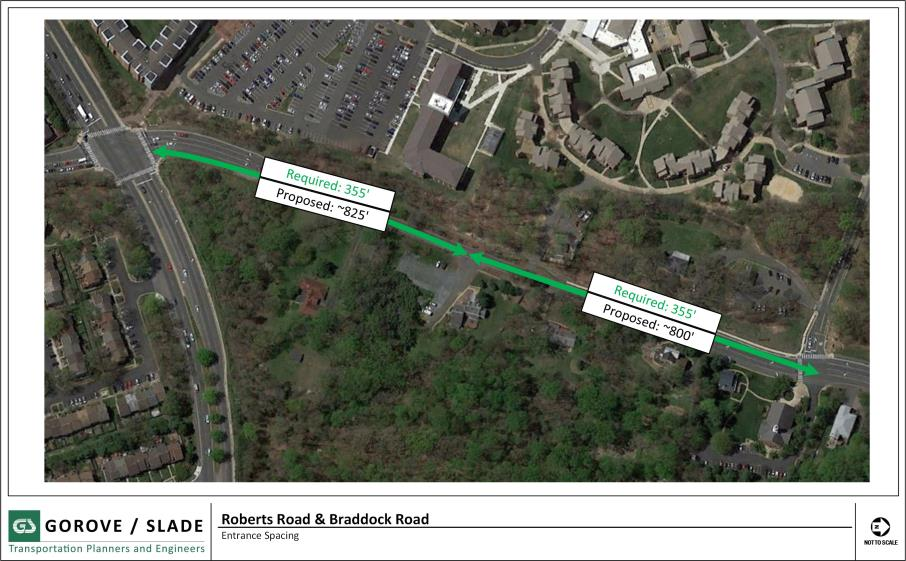 Required: 355'
Proposed: ~825'
Required: 355'
Proposed: ~800'
GOROVE / SLADE
Transportation Planners and Engineers
Roberts Road & Braddock Road
Entrance Spacing
NOT TO SCALE